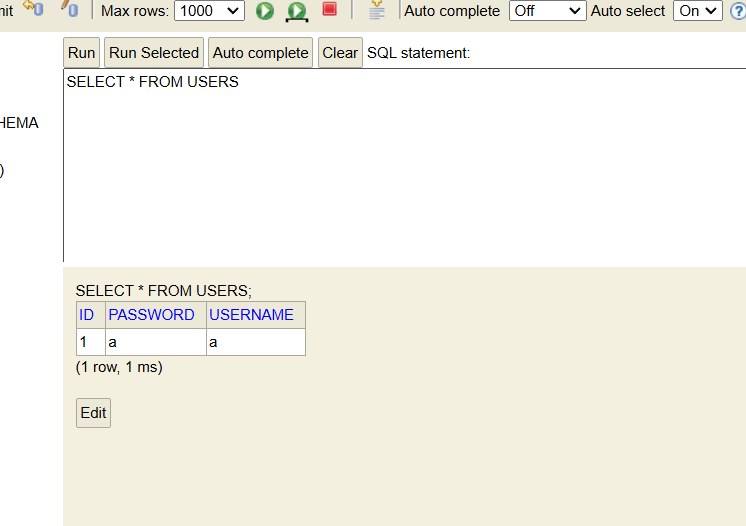 mit Max rows: 1000 Auto complete Off Auto select On ?
Run Run Selected Auto complete Clear SQL statement:
SELECT * FROM USERS
HEMA
)
SELECT * FROM USERS;
ID PASSWORD USERNAME
1 a a
(1 row, 1 ms)
Edit